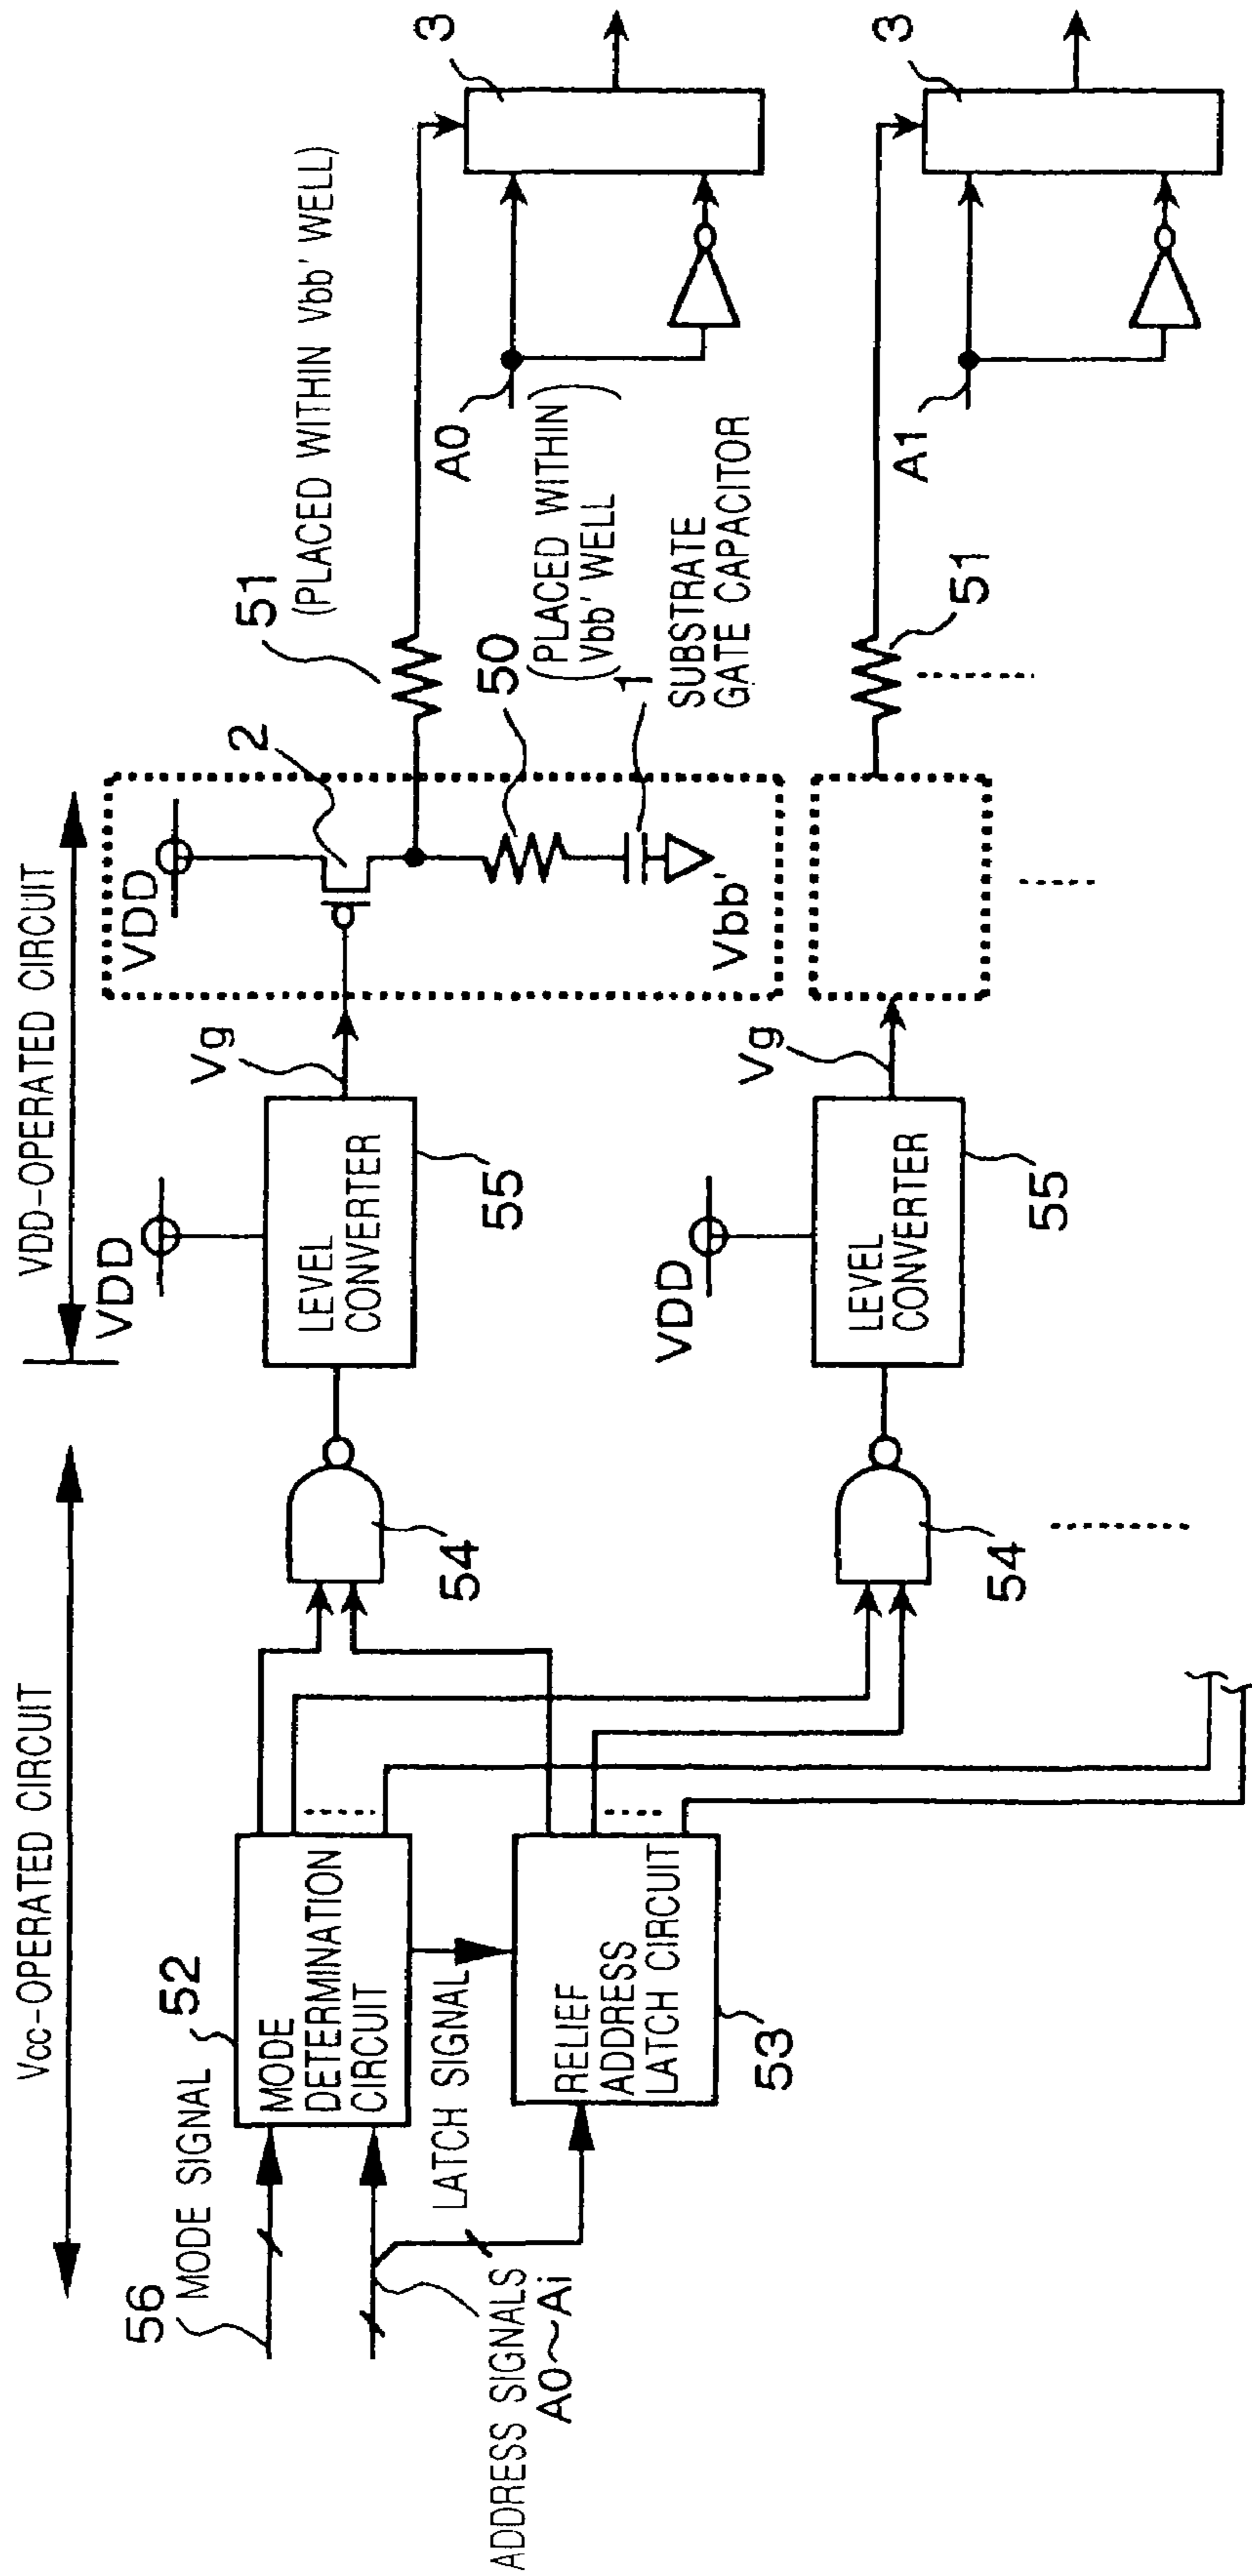 Vcc-OPERATED CIRCUIT
VDD-OPERATED CIRCUIT
56
MODE SIGNAL
52
MODE
DETERMINATION
CIRCUIT
LATCH SIGNAL
ADDRESS SIGNALS
A0~Ai
RELIEF
ADDRESS
LATCH CIRCUIT
53
54
VDD
LEVEL
CONVERTER
55
Vg
VDD
2
51
(PLACED WITHIN Vbb' WELL)
50
(PLACED WITHIN
Vbb' WELL)
1
SUBSTRATE
GATE CAPACITOR
Vbb'
A0
3
54
VDD
LEVEL
CONVERTER
55
Vg
51
A1
3